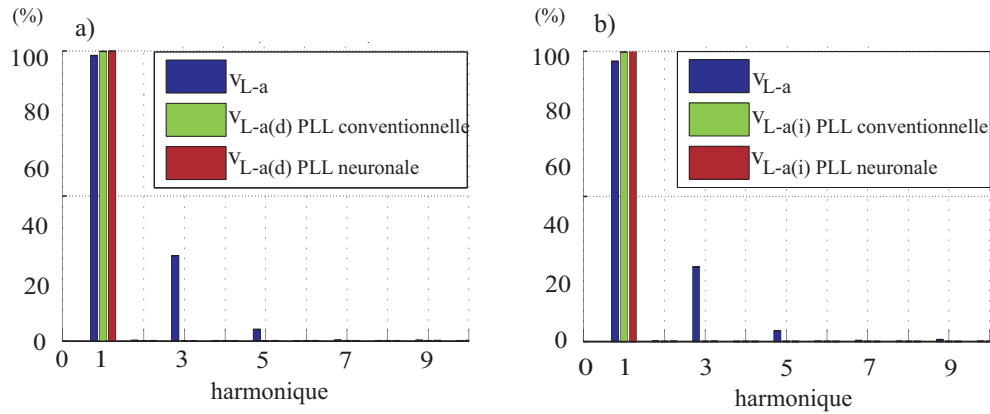 (%)
a)
100
80
60
40
20
0
0 1 3 5 7 9
harmonique
vL-a
vL-a(d) PLL conventionnelle
vL-a(d) PLL neuronale
(%)
b)
100
80
60
40
20
0
0 1 3 5 7 9
harmonique
vL-a
vL-a(i) PLL conventionnelle
vL-a(i) PLL neuronale